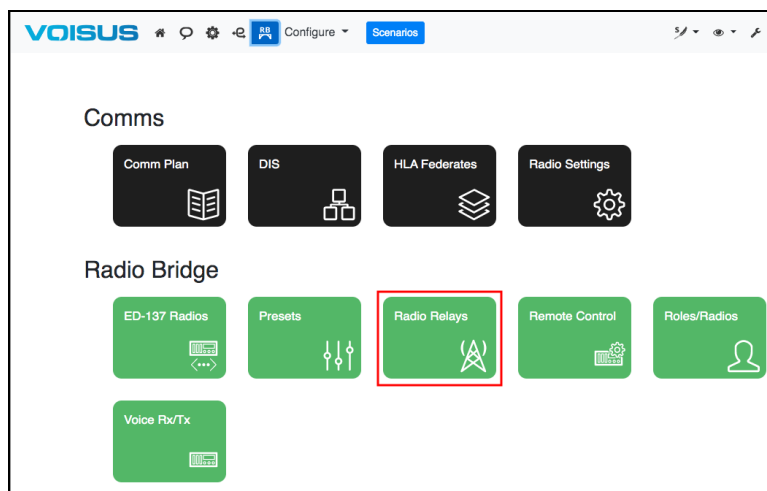 VOISUS RB Configure Scenarios S
Comms
Comm Plan DIS HLA Federates Radio Settings
Radio Bridge
ED-137 Radios Presets Radio Relays Remote Control Roles/Radios
Voice Rx/Tx